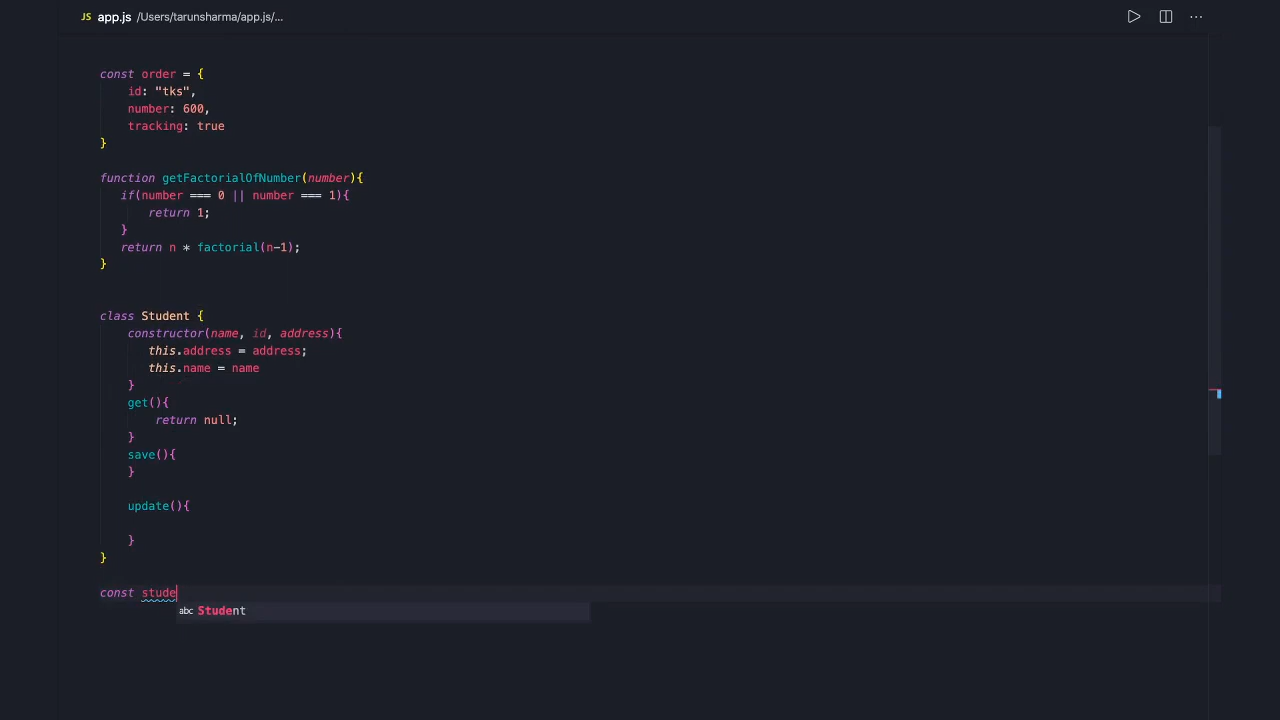 JS app.js /Users/tarunsharma/app.js/...
const order = {
id: "tks",
number: 600,
tracking: true
}
function getFactorialOfNumber(number){
if(number === 0 || number === 1){
return 1;
}
return n * factorial(n-1);
}
class Student {
constructor(name, id, address){
this.address = address;
this.name = name
}
get(){
return null;
}
save(){
}
update(){
}
}
const stude
abc Student